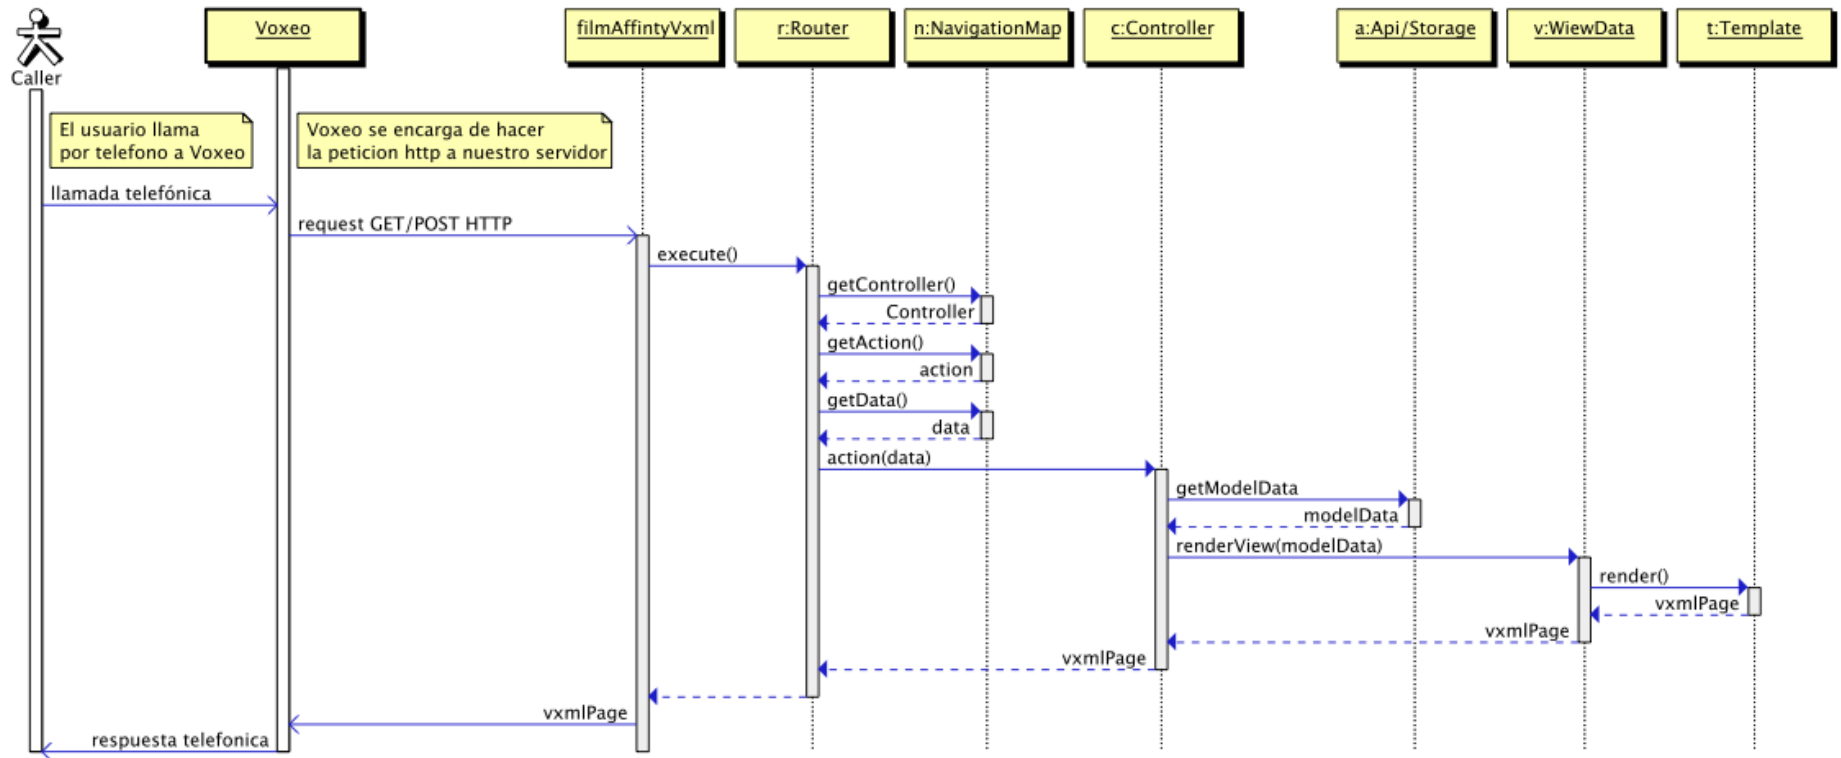 Caller
Voxeo
filmAffintyVxml
r:Router
n:NavigationMap
c:Controller
a:Api/Storage
v:WiewData
t:Template
El usuario llama
por telefono a Voxeo
Voxeo se encarga de hacer
la peticion http a nuestro servidor
llamada telefónica
request GET/POST HTTP
execute()
getController()
Controller
getAction()
action
getData()
data
action(data)
getModelData
modelData
renderView(modelData)
render()
vxmlPage
vxmlPage
vxmlPage
vxmlPage
respuesta telefonica